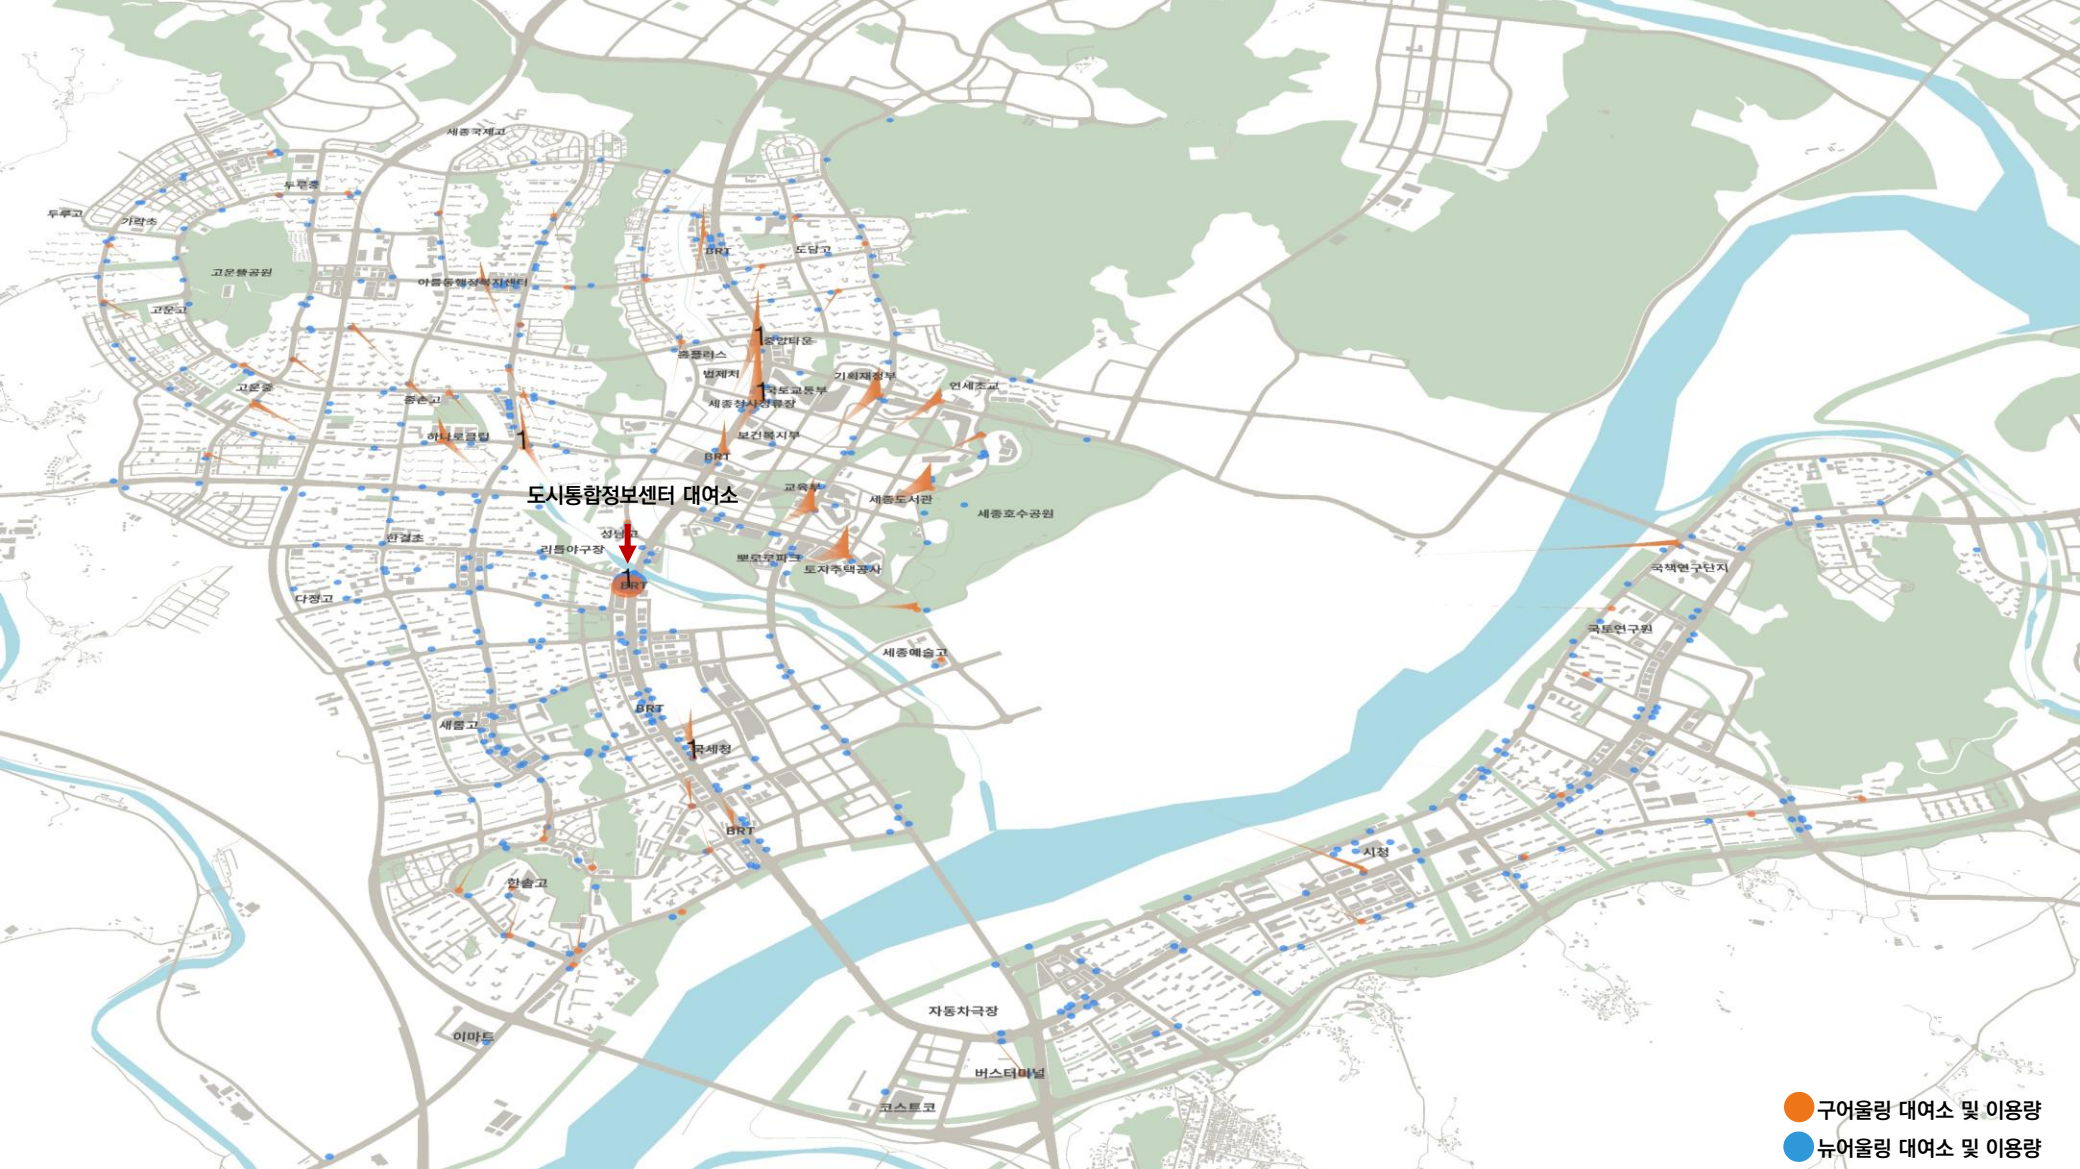 세종국제고
두루중
두루고
가락초
BRT
도담고
고운뜰공원
아름동행정복지센터
고운고
1
중앙타운
홈플러스
법제처
기획재정부
고운중
1
국토교통부
연세초교
종촌고
세종청사정류장
하나로클럽
1
보건복지부
BRT
도시통합정보센터 대여소
교육부
세종도서관
세종호수공원
한결초
성남고
리틀야구장
뽀로로파크
토지주택공사
국책연구단지
1
BRT
다정고
국토연구원
세종예술고
BRT
새롬고
1
국세청
BRT
시청
한솔고
자동차극장
이마트
버스터미널
코스트코
구어울링 대여소 및 이용량
뉴어울링 대여소 및 이용량